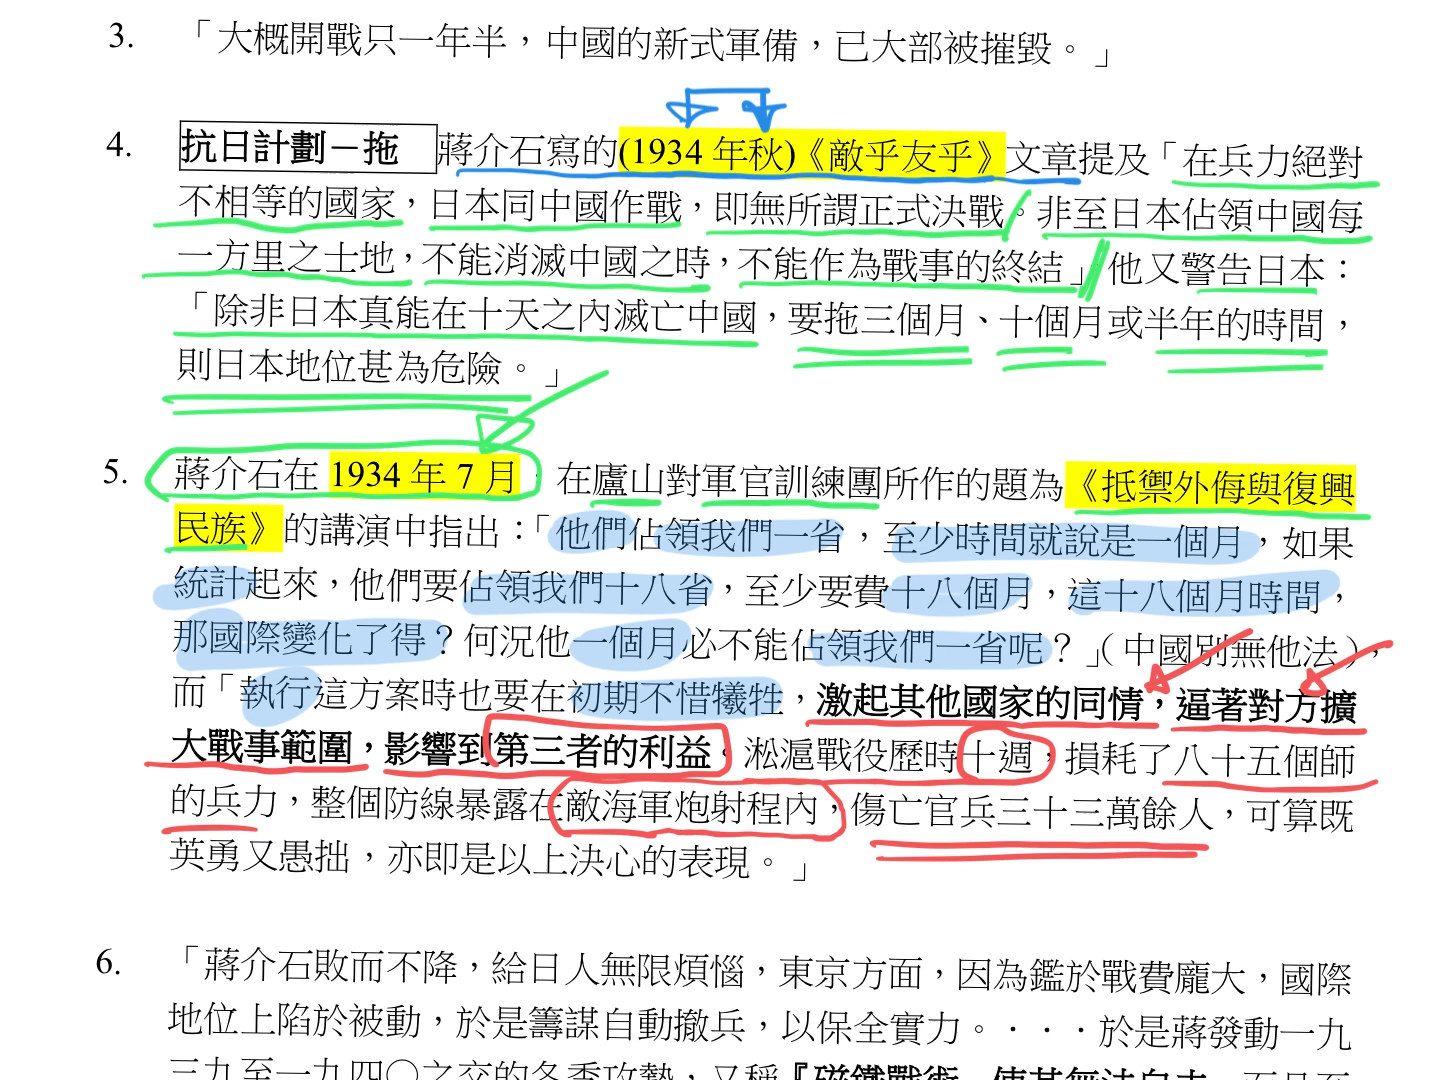 3. 「大概開戰只一年半，中國的新式軍備，已大部被摧毀。」
4. 抗日計劃－拖 蔣介石寫的(1934 年秋)《敵乎友乎》文章提及「在兵力絕對
不相等的國家，日本同中國作戰，即無所謂正式決戰。非至日本佔領中國每
一方里之土地，不能消滅中國之時，不能作為戰事的終結」他又警告日本：
「除非日本真能在十天之內滅亡中國，要拖三個月、十個月或半年的時間，
則日本地位甚為危險。」
5. 蔣介石在 1934 年 7 月，在廬山對軍官訓練團所作的題為《抵禦外侮與復興
民族》的講演中指出：「他們佔領我們一省，至少時間就說是一個月，如果
統計起來，他們要佔領我們十八省，至少要費十八個月，這十八個月時間，
那國際變化了得？何況他一個月必不能佔領我們一省呢？」（中國別無他法），
而「執行這方案時也要在初期不惜犧牲，激起其他國家的同情，逼著對方擴
大戰事範圍，影響到第三者的利益。淞滬戰役歷時十週，損耗了八十五個師
的兵力，整個防線暴露在敵海軍炮射程內，傷亡官兵三十三萬餘人，可算既
英勇又愚拙，亦即是以上決心的表現。」
6. 「蔣介石敗而不降，給日人無限煩惱，東京方面，因為鑑於戰費龐大，國際
地位上陷於被動，於是籌謀自動撤兵，以保全實力。···於是蔣發動一九
三九至一九四〇之交的冬季攻勢，又稱『磁鐵戰術